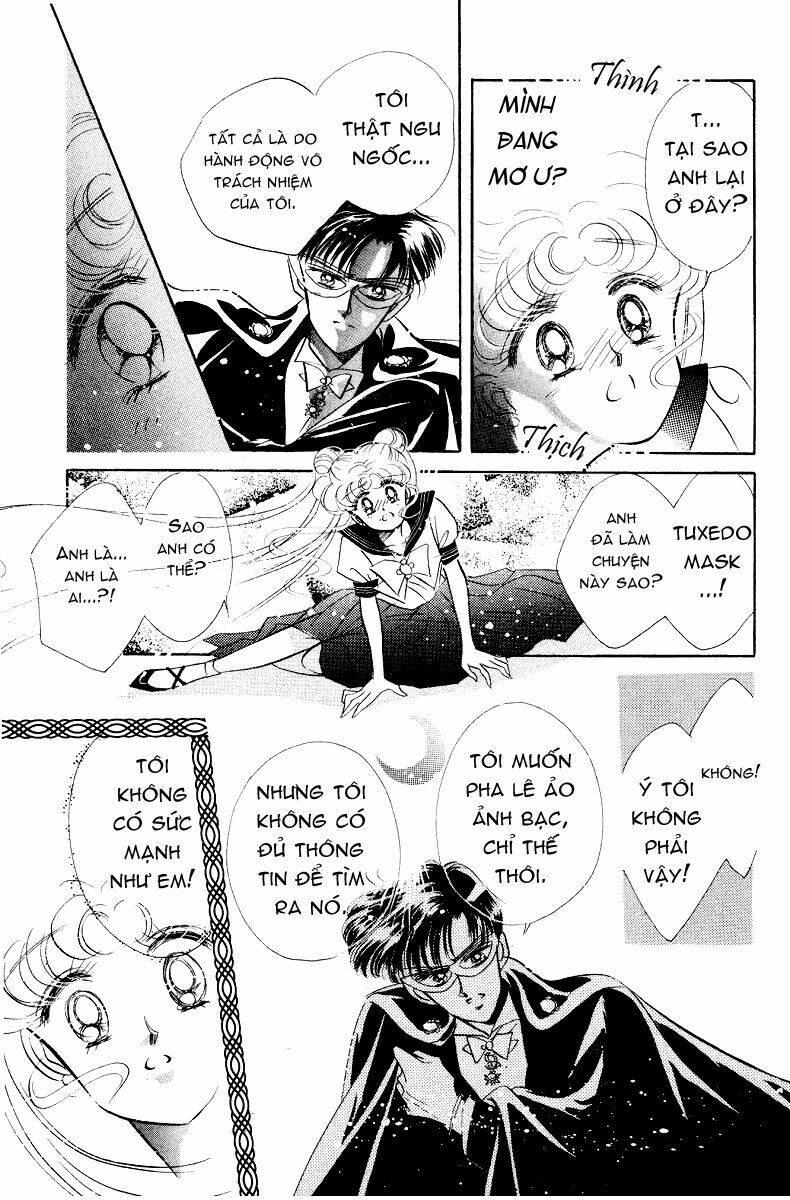 Thình
T...
TẠI SAO
ANH LẠI
Ở ĐÂY?
MÌNH
ĐANG
MƠ Ư?
Thịch
TÔI
THẬT NGU
NGỐC...
TẤT CẢ LÀ DO
HÀNH ĐỘNG VÔ
TRÁCH NHIỆM
CỦA TÔI.
TUXEDO
MASK
...!
ANH
ĐÃ LÀM
CHUYỆN
NÀY SAO?
SAO
ANH CÓ
THỂ?
ANH LÀ...
ANH LÀ
AI...?!
KHÔNG!
Ý TÔI
KHÔNG
PHẢI
VẬY!
TÔI MUỐN
PHA LÊ ẢO
ẢNH BẠC,
CHỈ THẾ
THÔI.
NHƯNG TÔI
KHÔNG CÓ
ĐỦ THÔNG
TIN ĐỂ TÌM
RA NÓ.
TÔI
KHÔNG
CÓ SỨC
MẠNH
NHƯ EM!